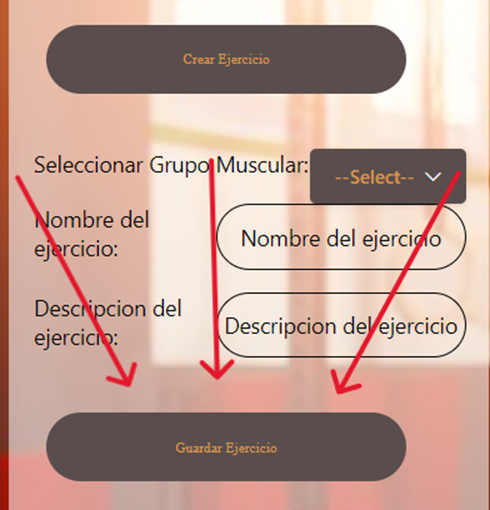 Crear Ejercicio
Seleccionar Grupo Muscular:
--Select--
Nombre del
ejercicio:
Nombre del ejercicio
Descripcion del
ejercicio:
Descripcion del ejercicio
Guardar Ejercicio